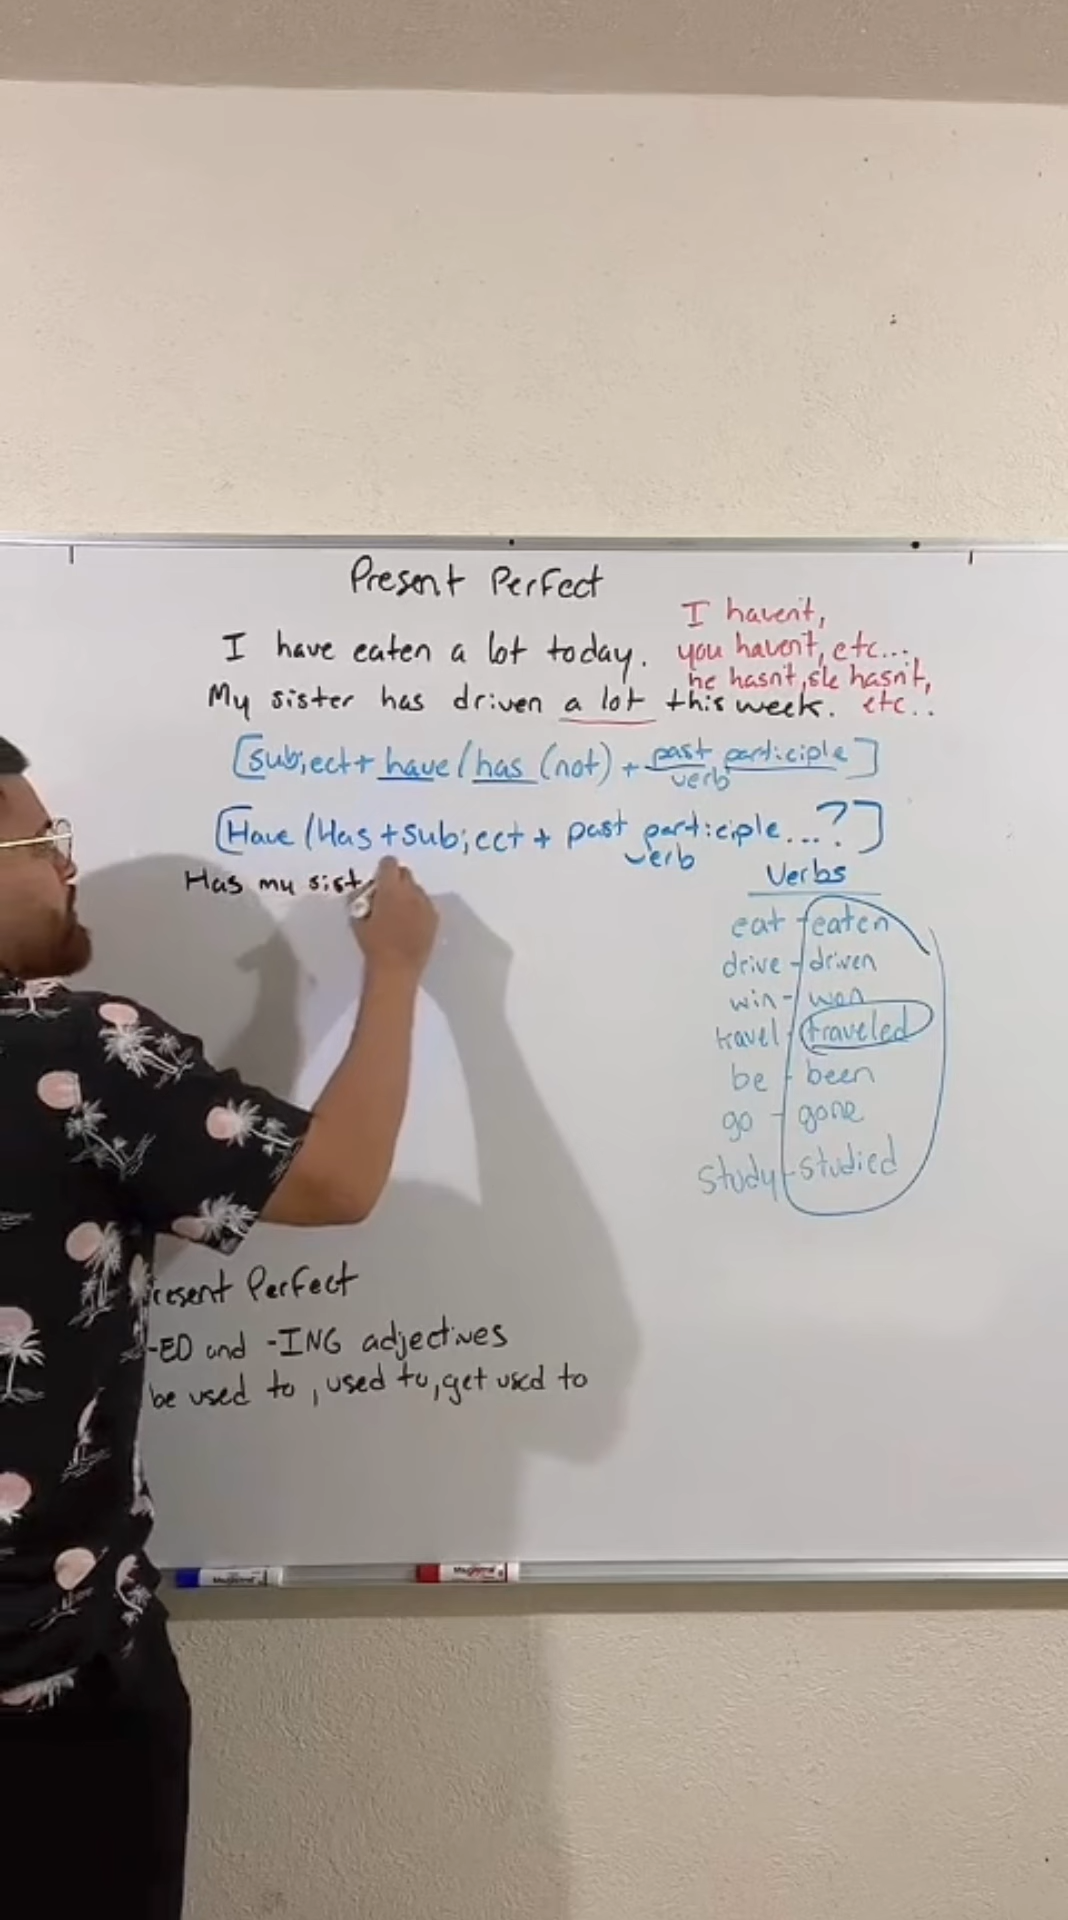 Present Perfect
I haven't,
I have eaten a lot today. you haven't, etc...
he hasn't, she hasn't,
My sister has driven a lot this week. etc..
[Subject + have/has (not) + past participle]
verb
[Have/Has + subject + past participle...?]
verb
Has my sist
Verbs
eat - eaten
drive - driven
win - won
travel - traveled
be - been
go - gone
study - studied
resent Perfect
-ED and -ING adjectives
be used to, used to, get used to